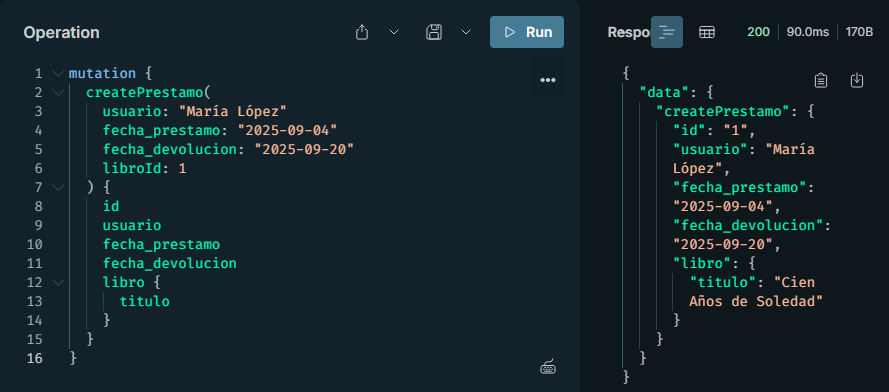 Operation
Run
1 mutation {
2 createPrestamo(
3 usuario: "María López"
4 fecha_prestamo: "2025-09-04"
5 fecha_devolucion: "2025-09-20"
6 libroId: 1
7 ) {
8 id
9 usuario
10 fecha_prestamo
11 fecha_devolucion
12 libro {
13 titulo
14 }
15 }
16 }
Respo
200 90.0ms 170B
{
"data": {
"createPrestamo": {
"id": "1",
"usuario": "María
López",
"fecha_prestamo":
"2025-09-04",
"fecha_devolucion":
"2025-09-20",
"libro": {
"titulo": "Cien
Años de Soledad"
}
}
}
}